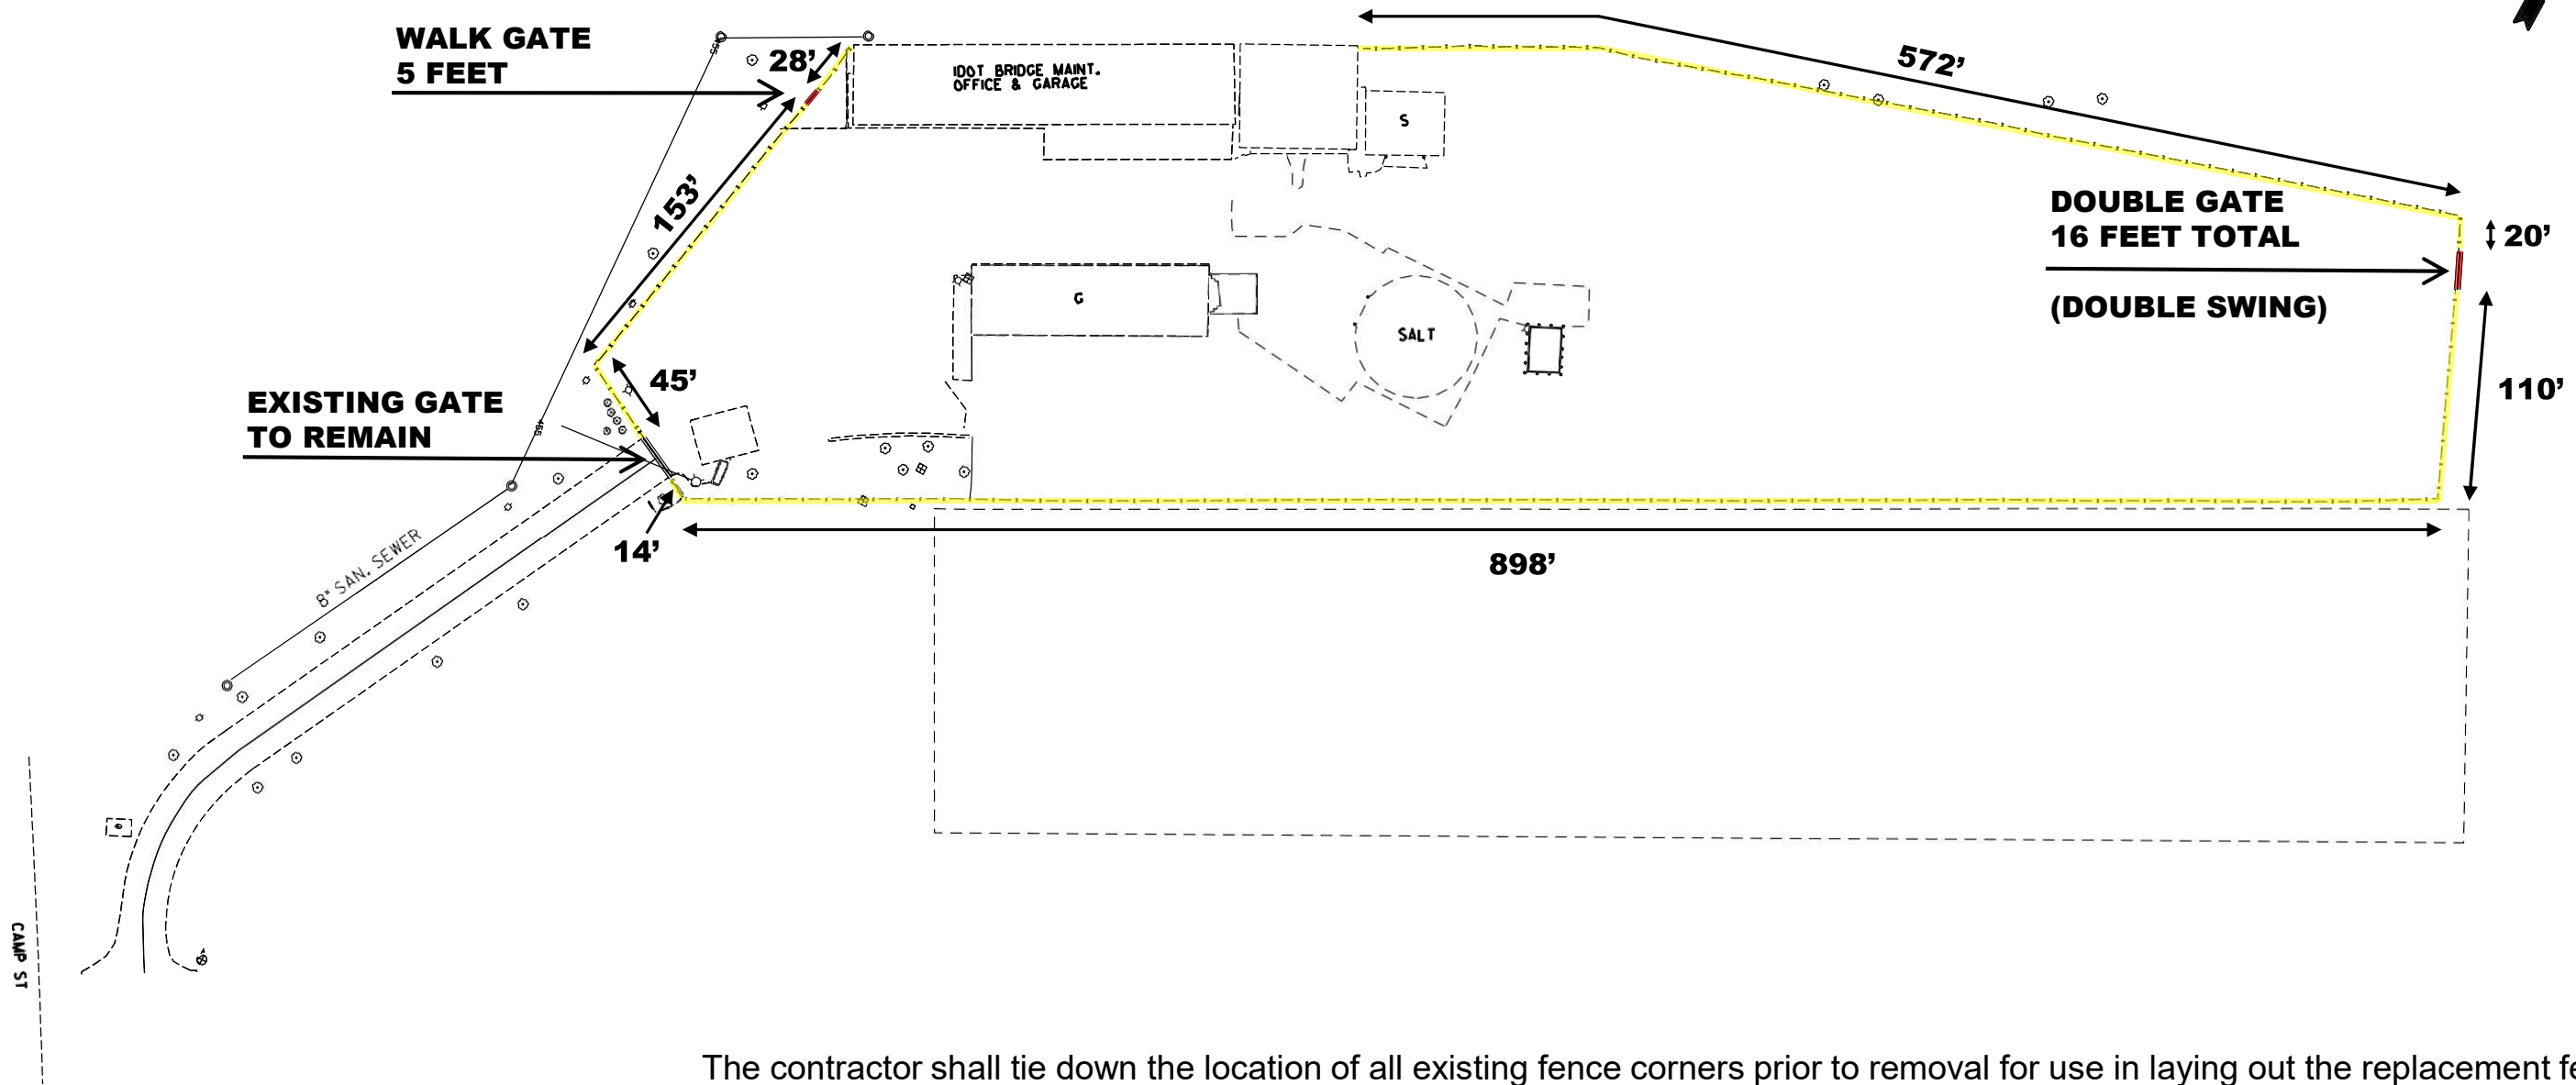 WALK GATE
5 FEET
28’
IDOT BRIDGE MAINT.
OFFICE & GARAGE
S
572’
DOUBLE GATE
16 FEET TOTAL
(DOUBLE SWING)
20’
153’
G
SALT
110’
45’
EXISTING GATE
TO REMAIN
14’
898’
8" SAN. SEWER
CAMP ST
The contractor shall tie down the location of all existing fence corners prior to removal for use in laying out the replacement